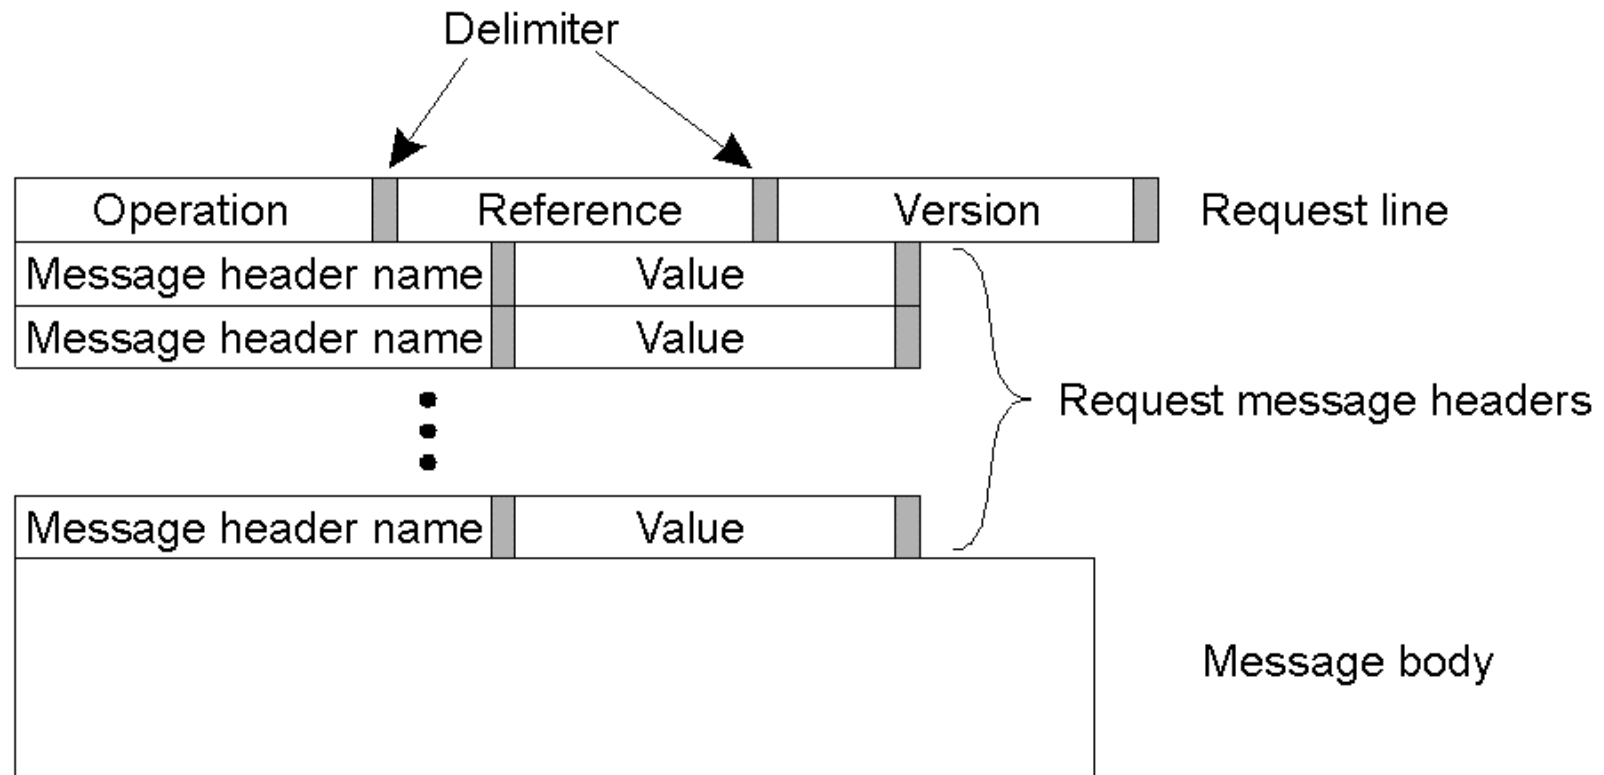 Delimiter
Operation Reference Version Request line
Message header name Value
Message header name Value
Request message headers
Message header name Value
Message body